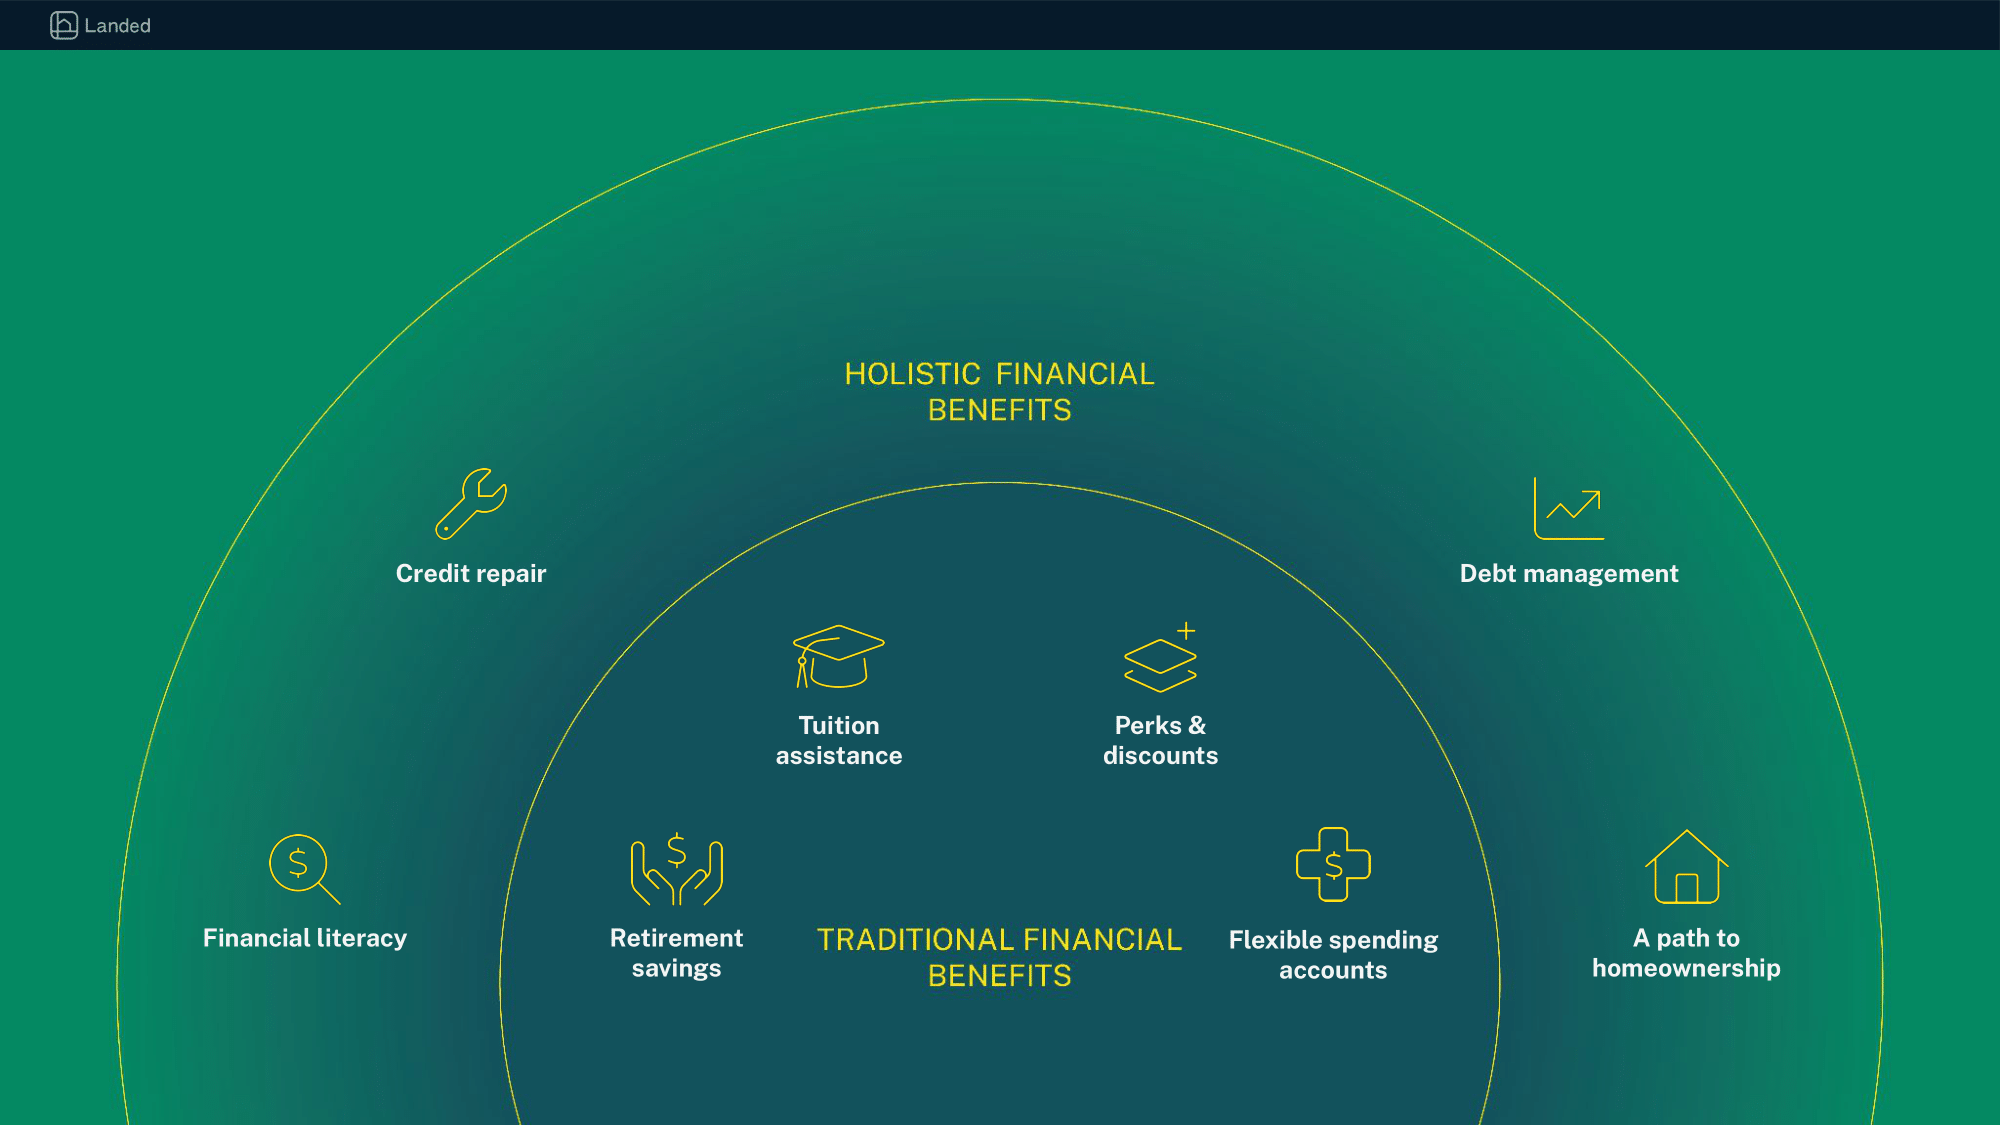 Landed
HOLISTIC FINANCIAL
BENEFITS
Credit repair
Debt management
Tuition
assistance
Perks &
discounts
Financial literacy
Retirement
savings
TRADITIONAL FINANCIAL
BENEFITS
Flexible spending
accounts
A path to
homeownership